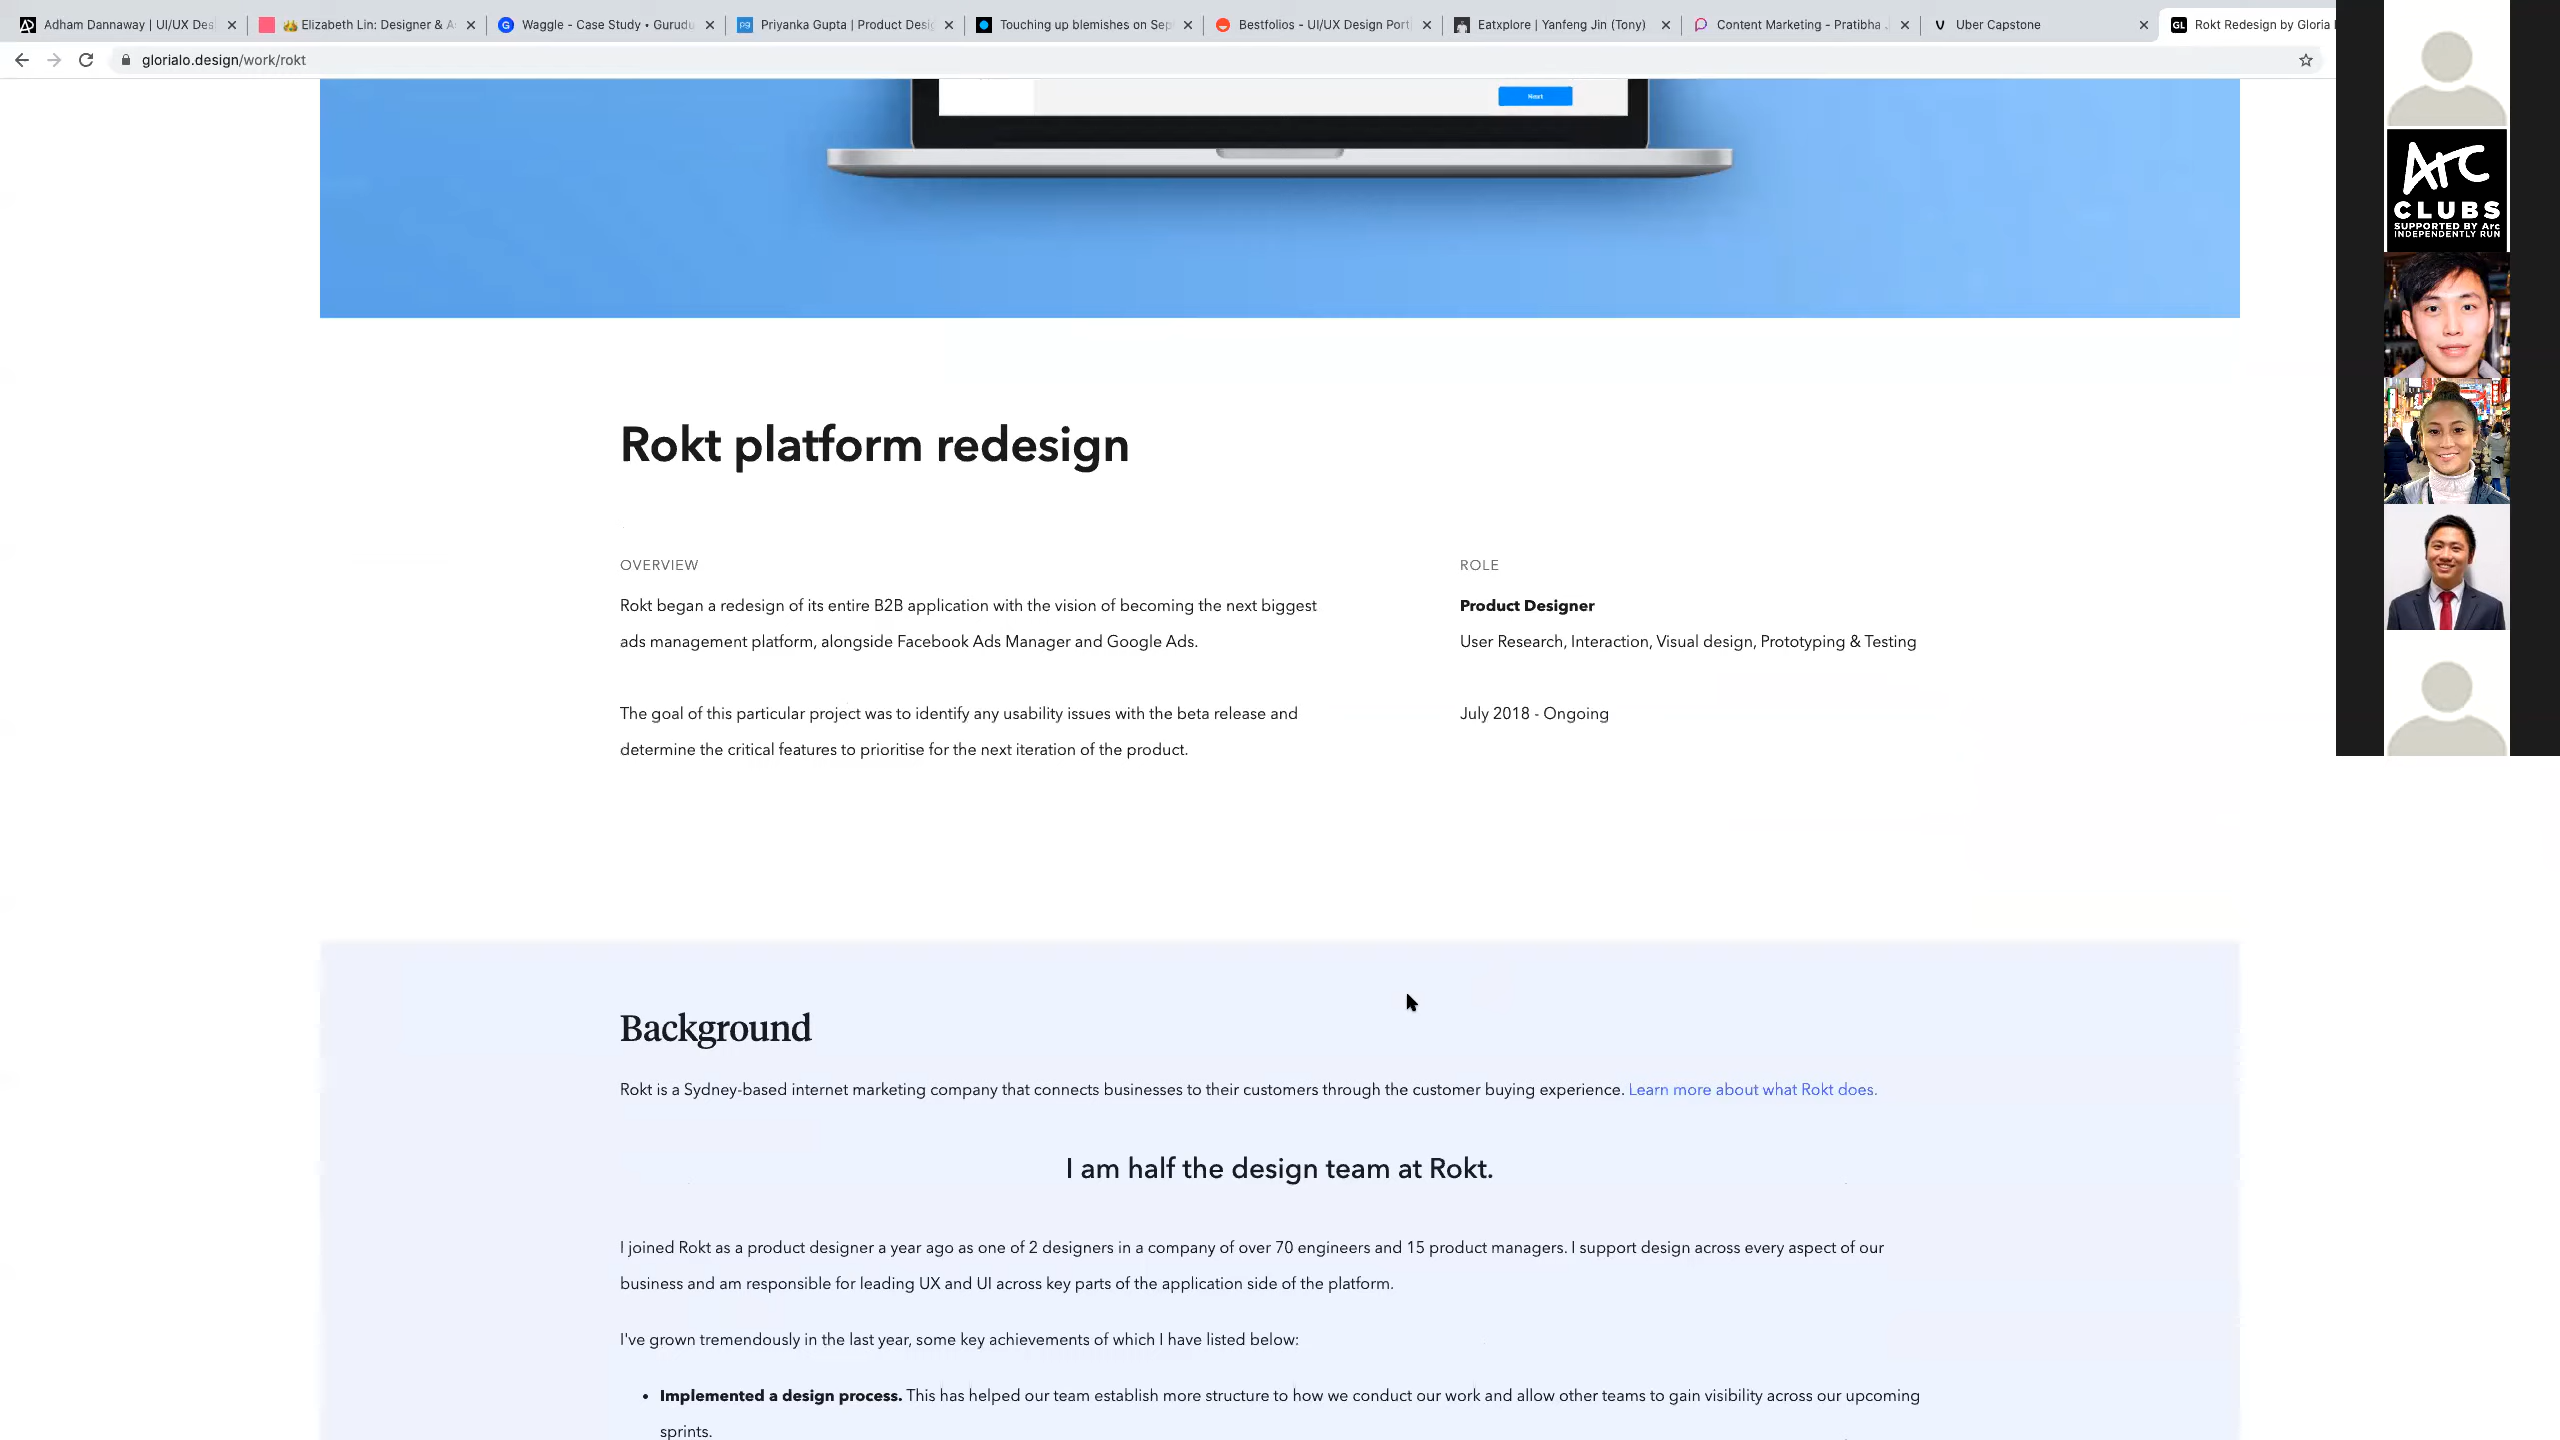 Adham Dannaway | UI/UX Des
Elizabeth Lin: Designer & A
Waggle - Case Study • Gurudu
Priyanka Gupta | Product Desig
Touching up blemishes on Sep
Bestfolios - UI/UX Design Port
Eatxplore | Yanfeng Jin (Tony)
Content Marketing - Pratibha J
Uber Capstone
GL
Rokt Redesign by Gloria
glorialo.design/work/rokt
Next
Arc
CLUBS
SUPPORTED BY Arc
INDEPENDENTLY RUN
Rokt platform redesign
OVERVIEW
Rokt began a redesign of its entire B2B application with the vision of becoming the next biggest
ads management platform, alongside Facebook Ads Manager and Google Ads.
The goal of this particular project was to identify any usability issues with the beta release and
determine the critical features to prioritise for the next iteration of the product.
ROLE
Product Designer
User Research, Interaction, Visual design, Prototyping & Testing
July 2018 - Ongoing
Background
Rokt is a Sydney-based internet marketing company that connects businesses to their customers through the customer buying experience. Learn more about what Rokt does.
I am half the design team at Rokt.
I joined Rokt as a product designer a year ago as one of 2 designers in a company of over 70 engineers and 15 product managers. I support design across every aspect of our
business and am responsible for leading UX and UI across key parts of the application side of the platform.
I've grown tremendously in the last year, some key achievements of which I have listed below:
• Implemented a design process. This has helped our team establish more structure to how we conduct our work and allow other teams to gain visibility across our upcoming
sprints.